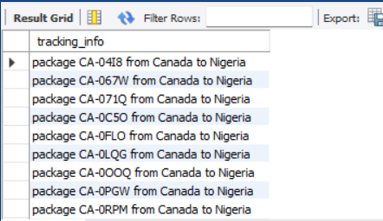 Result Grid Filter Rows: Export:
tracking_info
package CA-04I8 from Canada to Nigeria
package CA-067W from Canada to Nigeria
package CA-071Q from Canada to Nigeria
package CA-0C5O from Canada to Nigeria
package CA-0FLO from Canada to Nigeria
package CA-0LQG from Canada to Nigeria
package CA-0OOQ from Canada to Nigeria
package CA-0PGW from Canada to Nigeria
package CA-0RPM from Canada to Nigeria